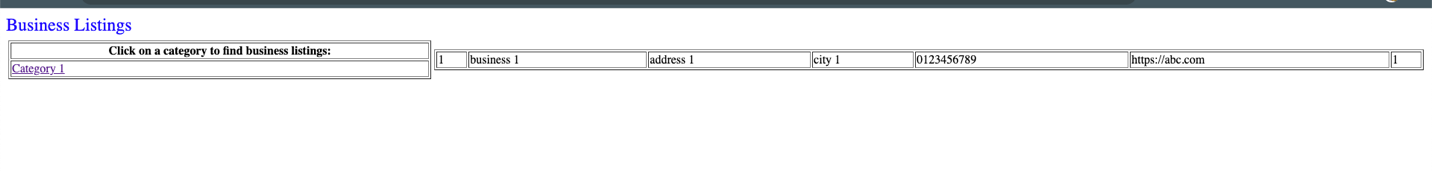 Business Listings
Click on a category to find business listings:
Category 1
1 business 1 address 1 city 1 0123456789 https://abc.com 1